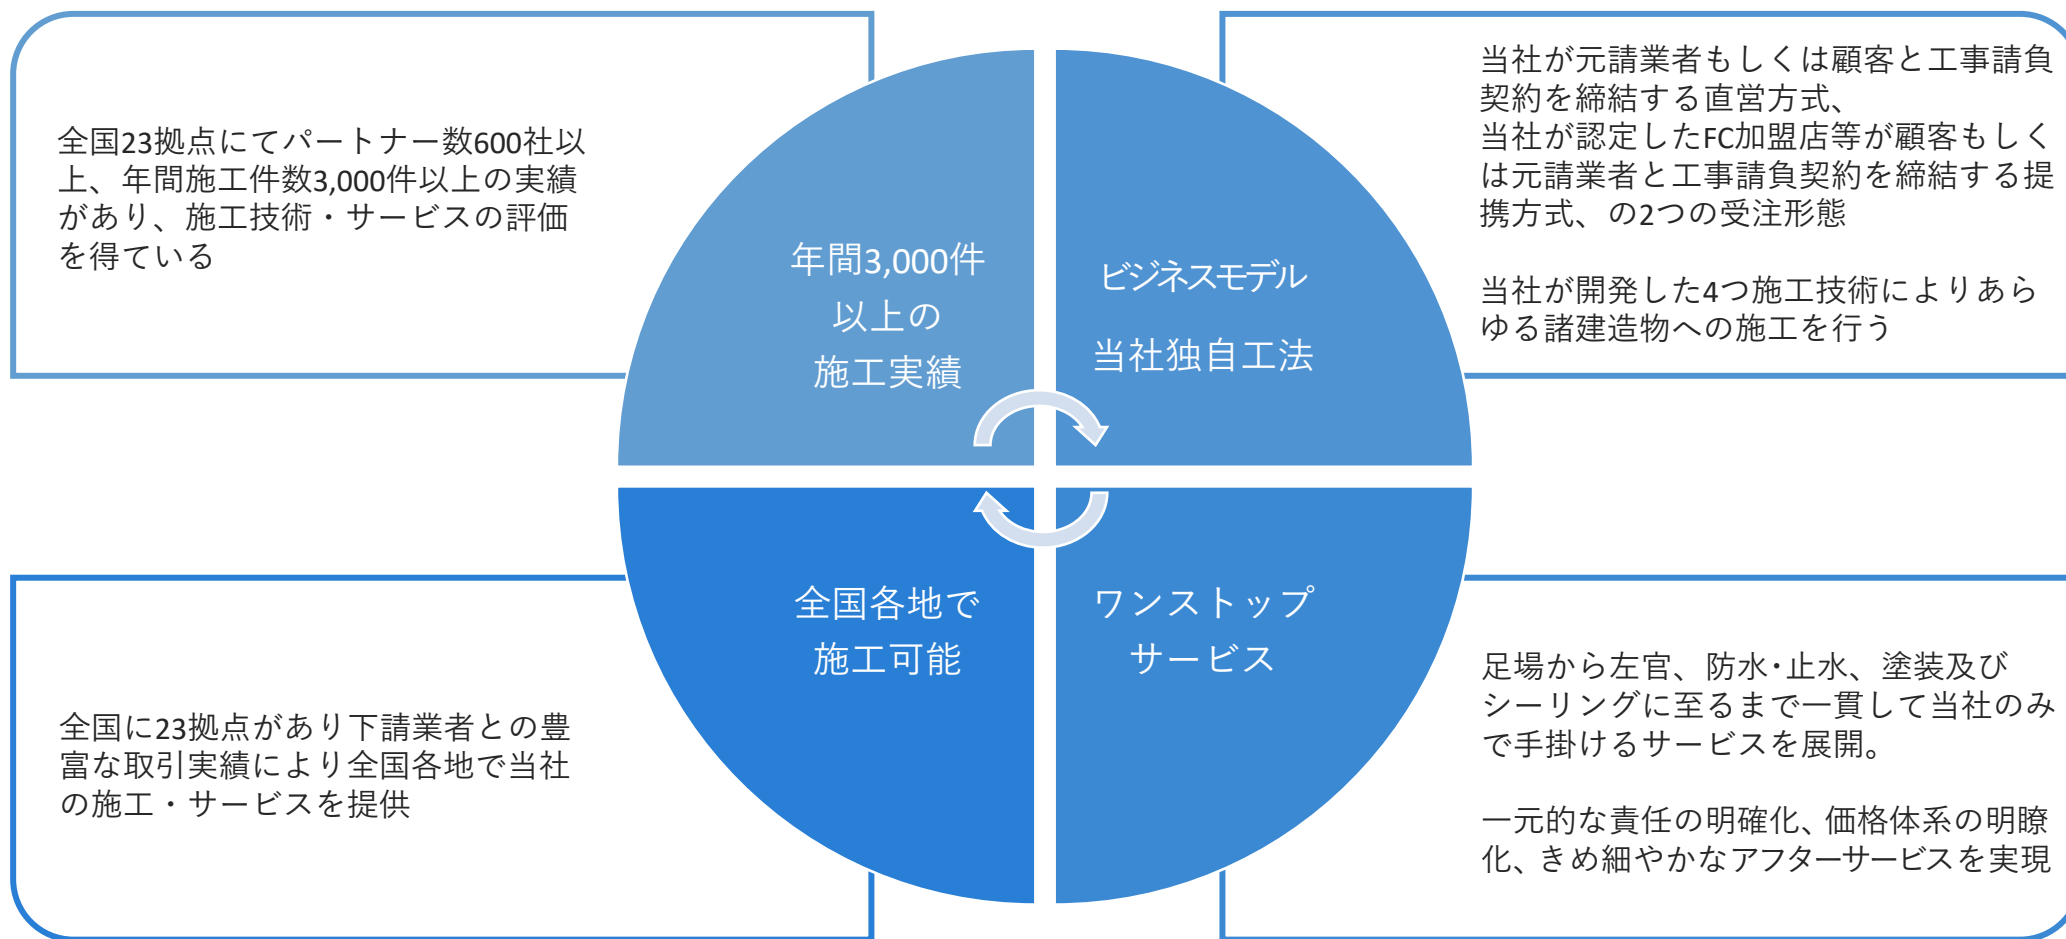 全国23拠点にてパートナー数600社以
上、年間施工件数3,000件以上の実績
があり、施工技術・サービスの評価
を得ている
年間3,000件
以上の
施工実績
ビジネスモデル
当社独自工法
当社が元請業者もしくは顧客と工事請負
契約を締結する直営方式、
当社が認定したFC加盟店等が顧客もしく
は元請業者と工事請負契約を締結する提
携方式、の2つの受注形態
当社が開発した4つ施工技術によりあら
ゆる諸建造物への施工を行う
全国に23拠点があり下請業者との豊
富な取引実績により全国各地で当社
の施工・サービスを提供
全国各地で
施工可能
ワンストップ
サービス
足場から左官、防水･止水、塗装及び
シーリングに至るまで一貫して当社のみ
で手掛けるサービスを展開。
一元的な責任の明確化、価格体系の明瞭
化、きめ細やかなアフターサービスを実現